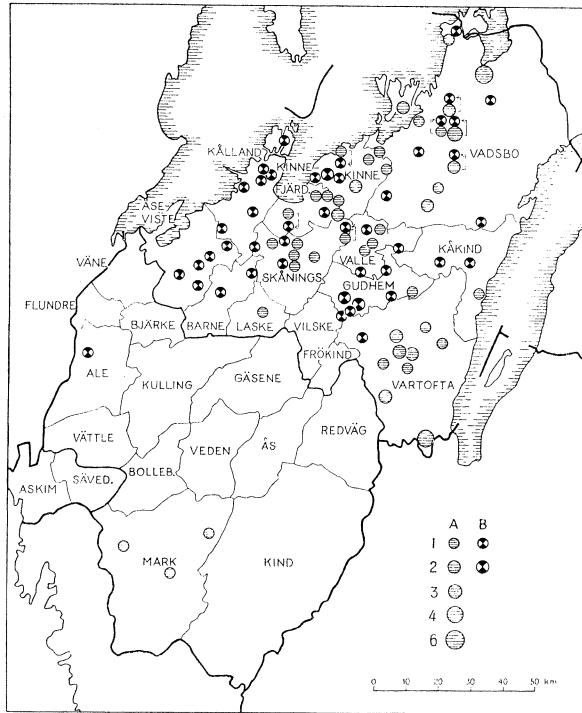 KÅLLAND
KINNE
FJÄRD
KINNE
VADSBO
ÅSE-
VISTE
VÄNE
SKÅNINGS
VALLE
KÅKIND
GUDHEM
FLUNDRE
BJÄRKE
BARNE
LASKE
VILSKE
FRÖKIND
ALE
KULLING
GÄSENE
VARTOFTA
VÄTTLE
VEDEN
ÅS
REDVÄG
ASKIM
SÄVED.
BOLLEB.
MARK
KIND
A B
1
2
3
4
6
0 10 20 30 40 50 km